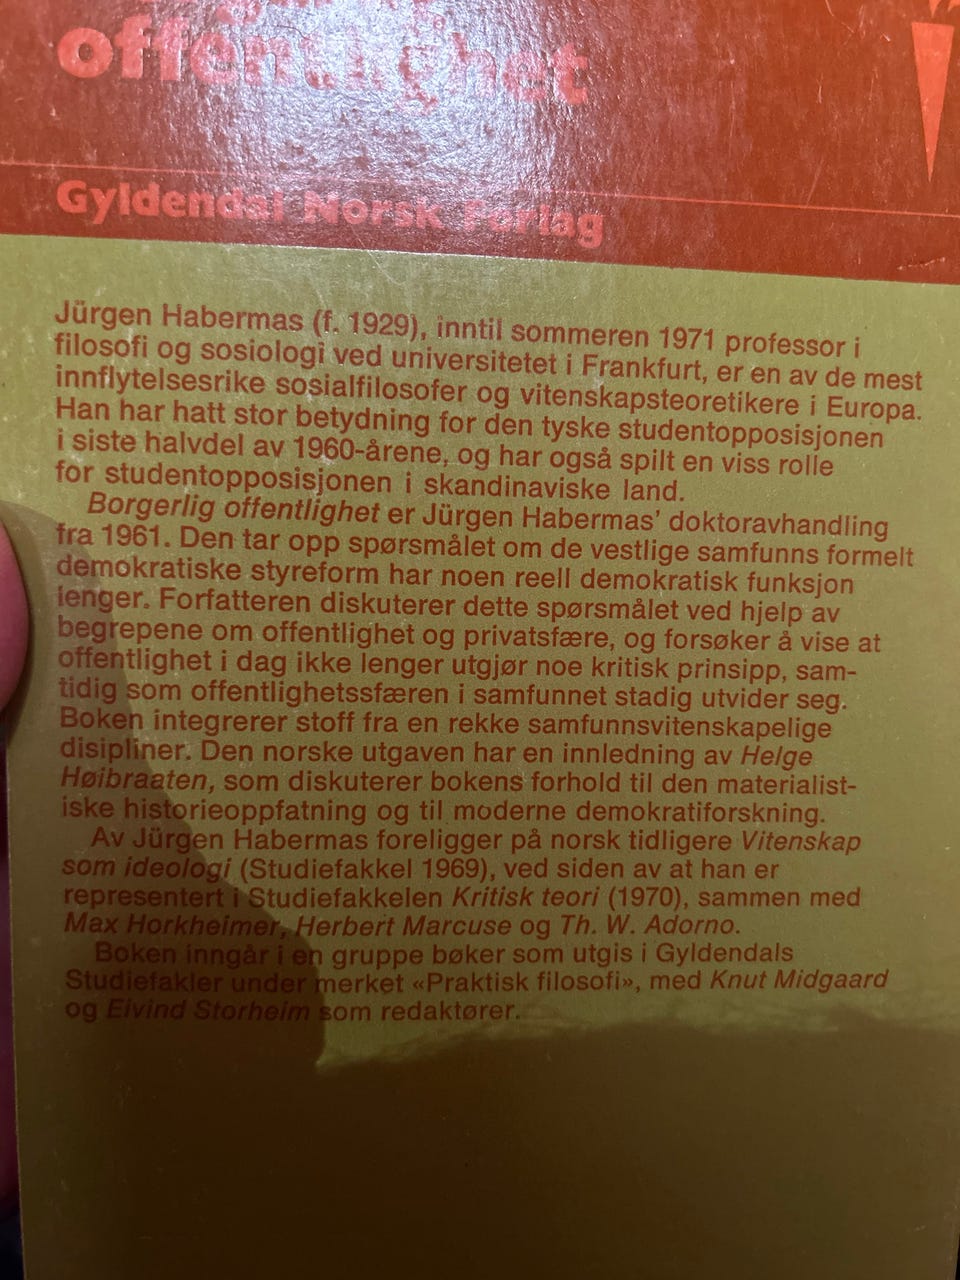 offentlighet
Gyldendal Norsk Forlag
Jürgen Habermas (f. 1929), inntil sommeren 1971 professor i
filosofi og sosiologi ved universitetet i Frankfurt, er en av de mest
innflytelsesrike sosialfilosofer og vitenskapsteoretikere i Europa.
Han har hatt stor betydning for den tyske studentopposisjonen
i siste halvdel av 1960-årene, og har også spilt en viss rolle
for studentopposisjonen i skandinaviske land.
Borgerlig offentlighet er Jürgen Habermas' doktoravhandling
fra 1961. Den tar opp spørsmålet om de vestlige samfunns formelt
demokratiske styreform har noen reell demokratisk funksjon
lenger. Forfatteren diskuterer dette spørsmålet ved hjelp av
begrepene om offentlighet og privatsfære, og forsøker å vise at
offentlighet i dag ikke lenger utgjør noe kritisk prinsipp, sam-
tidig som offentlighetssfæren i samfunnet stadig utvider seg.
Boken integrerer stoff fra en rekke samfunnsvitenskapelige
disipliner. Den norske utgaven har en innledning av Helge
Høibraaten, som diskuterer bokens forhold til den materialist-
iske historieoppfatning og til moderne demokratiforskning.
Av Jürgen Habermas foreligger på norsk tidligere Vitenskap
som ideologi (Studiefakkel 1969), ved siden av at han er
representert i Studiefakkelen Kritisk teori (1970), sammen med
Max Horkheimer, Herbert Marcuse og Th. W. Adorno.
Boken inngår i en gruppe bøker som utgis i Gyldendals
Studiefakler under merket «Praktisk filosofi», med Knut Midgaard
og Eivind Storheim som redaktører.